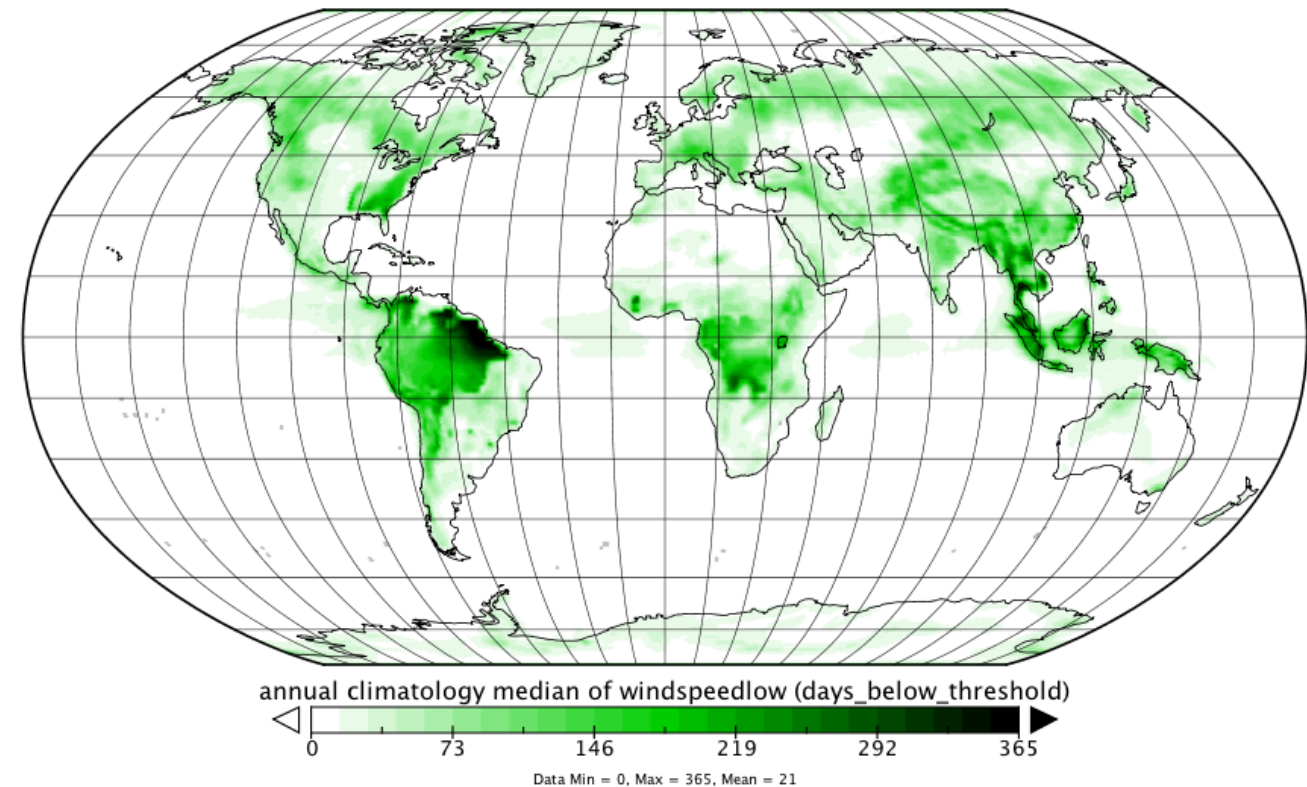 annual climatology median of windspeedlow (days_below_threshold)
0 73 146 219 292 365
Data Min = 0, Max = 365, Mean = 21